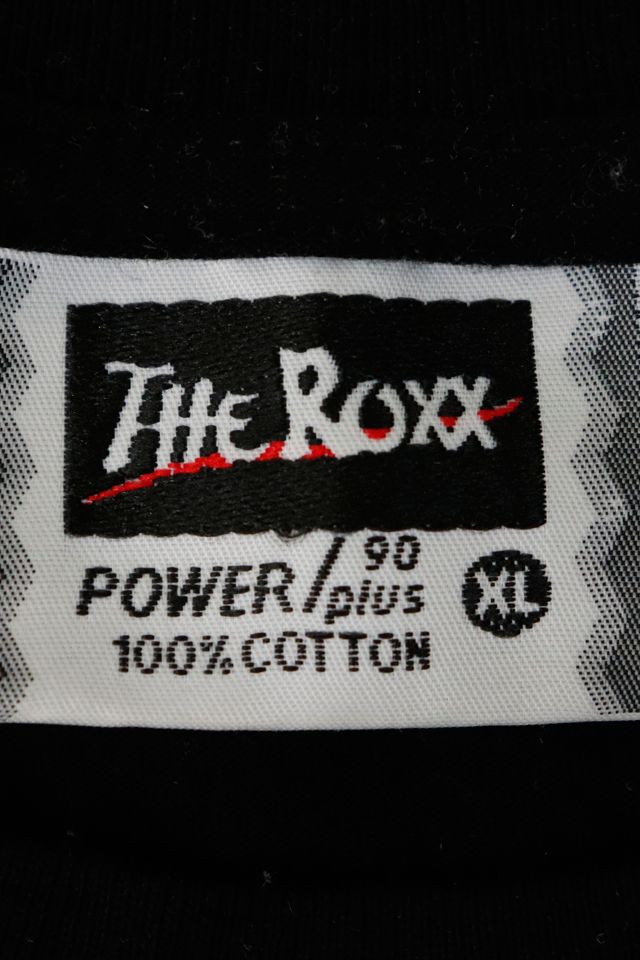 THE ROXX
POWER/90 plus
XL
100% COTTON